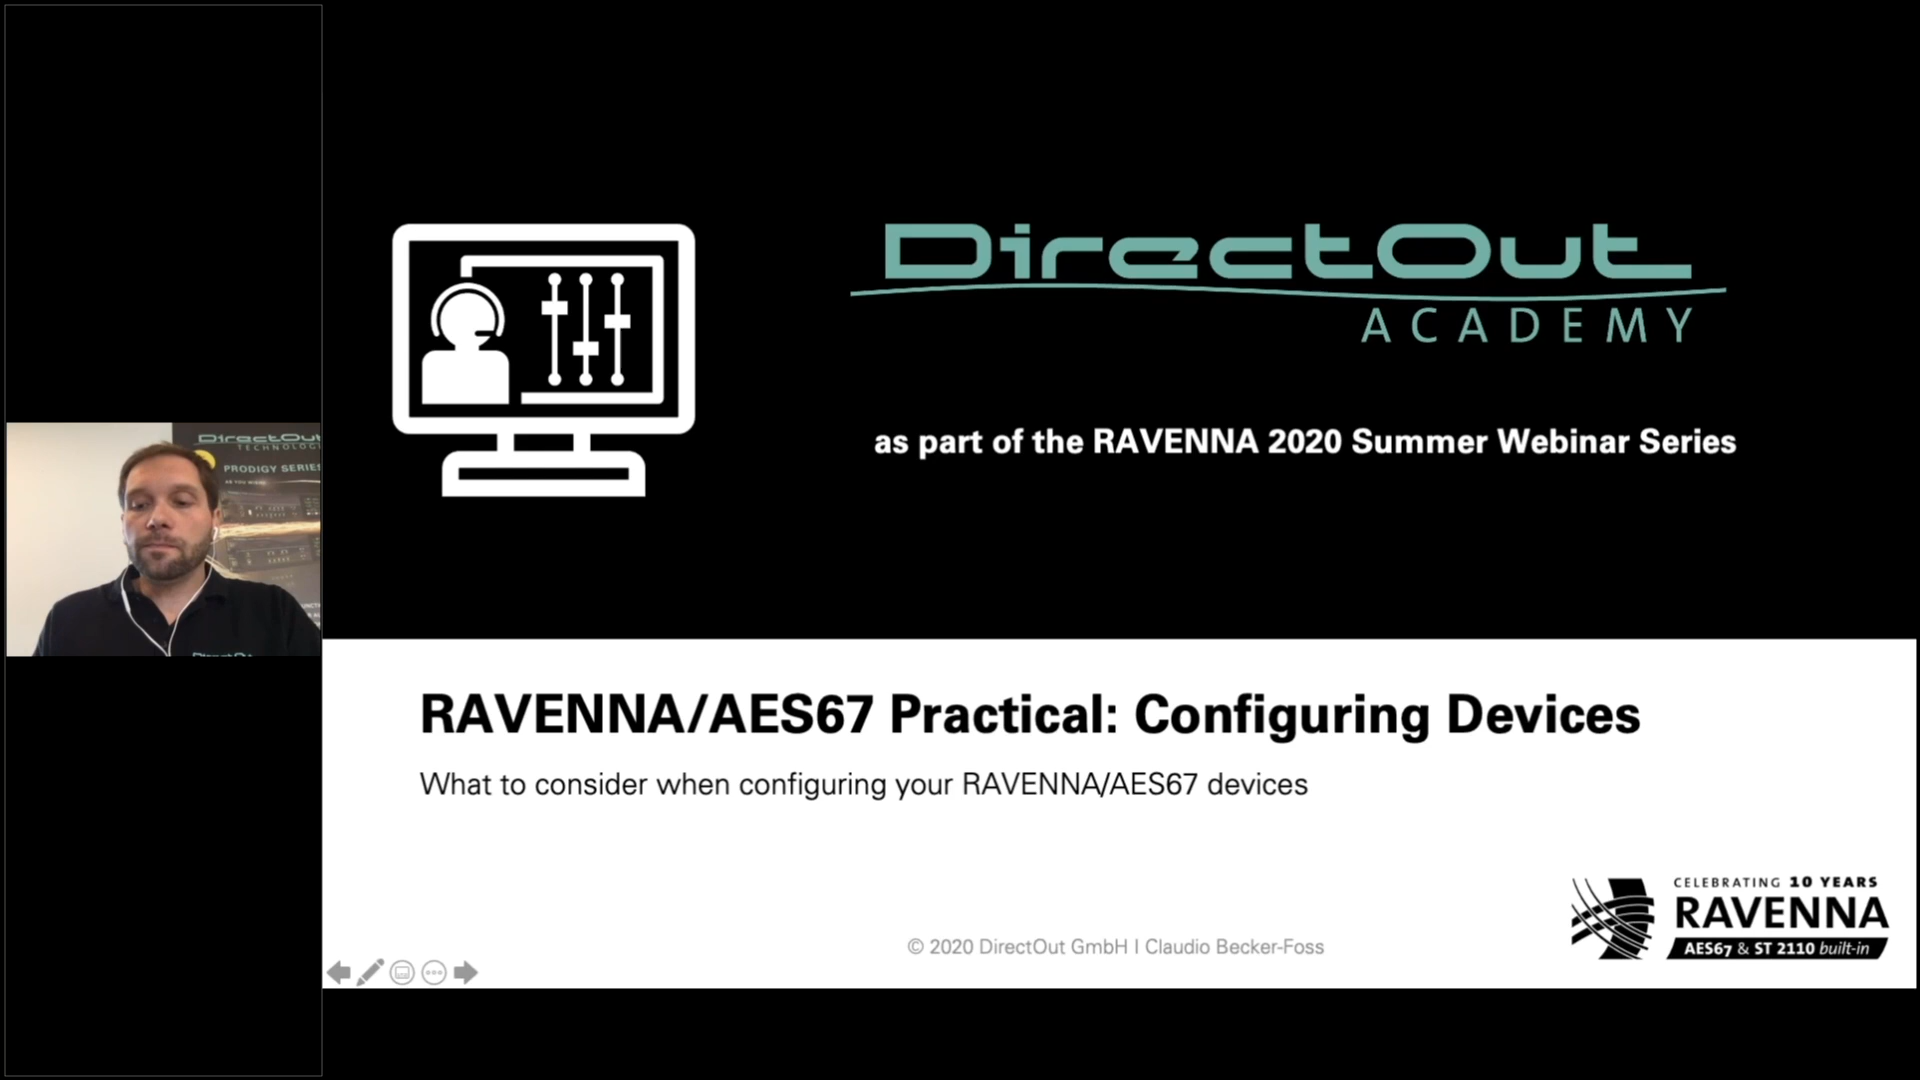 DirectOut
TECHNOLOGI
PRODIGY SERIES
DirectOut
ACADEMY
as part of the RAVENNA 2020 Summer Webinar Series
RAVENNA/AES67 Practical: Configuring Devices
What to consider when configuring your RAVENNA/AES67 devices
© 2020 DirectOut GmbH | Claudio Becker-Foss
CELEBRATING 10 YEARS
RAVENNA
AES67 & ST 2110 built-in